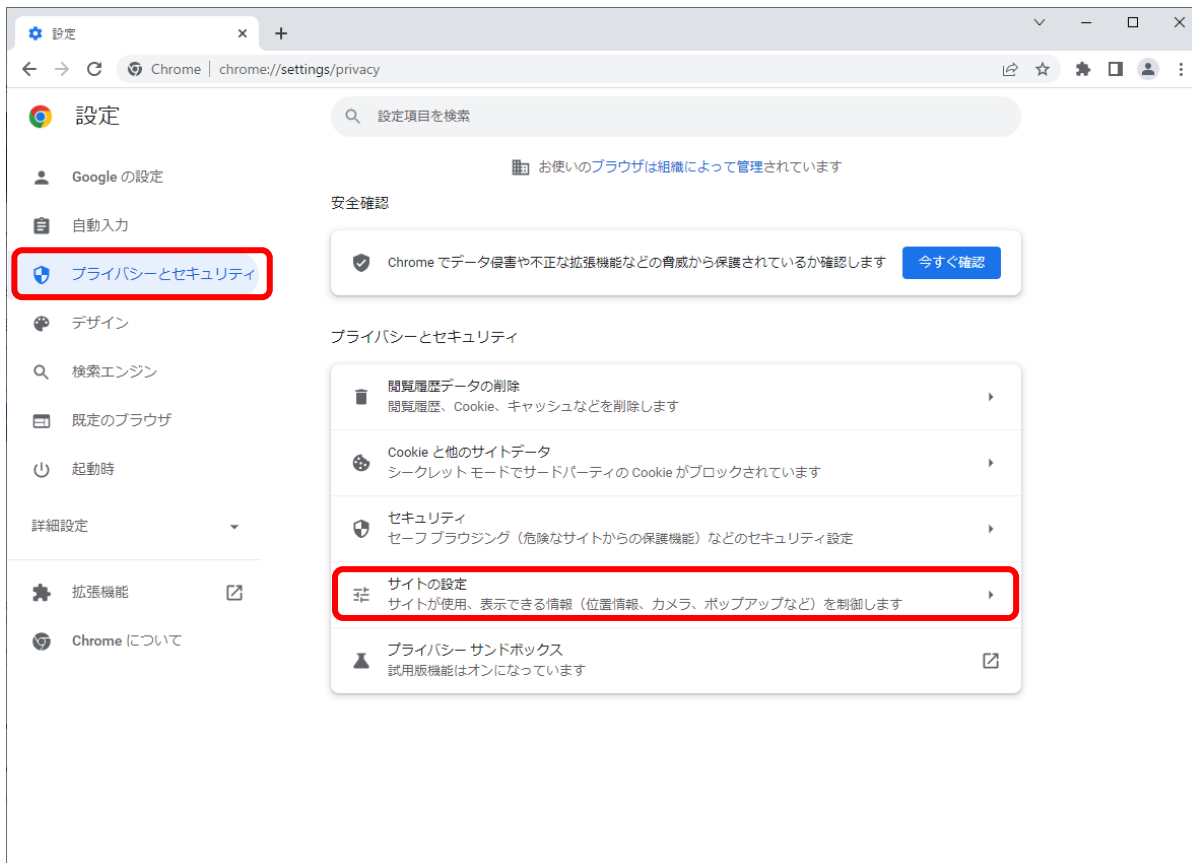 設定
Chrome | chrome://settings/privacy
設定
設定項目を検索
Google の設定
自動入力
プライバシーとセキュリティ
デザイン
検索エンジン
既定のブラウザ
起動時
詳細設定
拡張機能
Chrome について
お使いのブラウザは組織によって管理されています
安全確認
Chrome でデータ侵害や不正な拡張機能などの脅威から保護されているか確認します
今すぐ確認
プライバシーとセキュリティ
閲覧履歴データの削除
閲覧履歴、Cookie、キャッシュなどを削除します
Cookie と他のサイトデータ
シークレット モードでサードパーティの Cookie がブロックされています
セキュリティ
セーフ ブラウジング（危険なサイトからの保護機能）などのセキュリティ設定
サイトの設定
サイトが使用、表示できる情報（位置情報、カメラ、ポップアップなど）を制御します
プライバシー サンドボックス
試用版機能はオンになっています